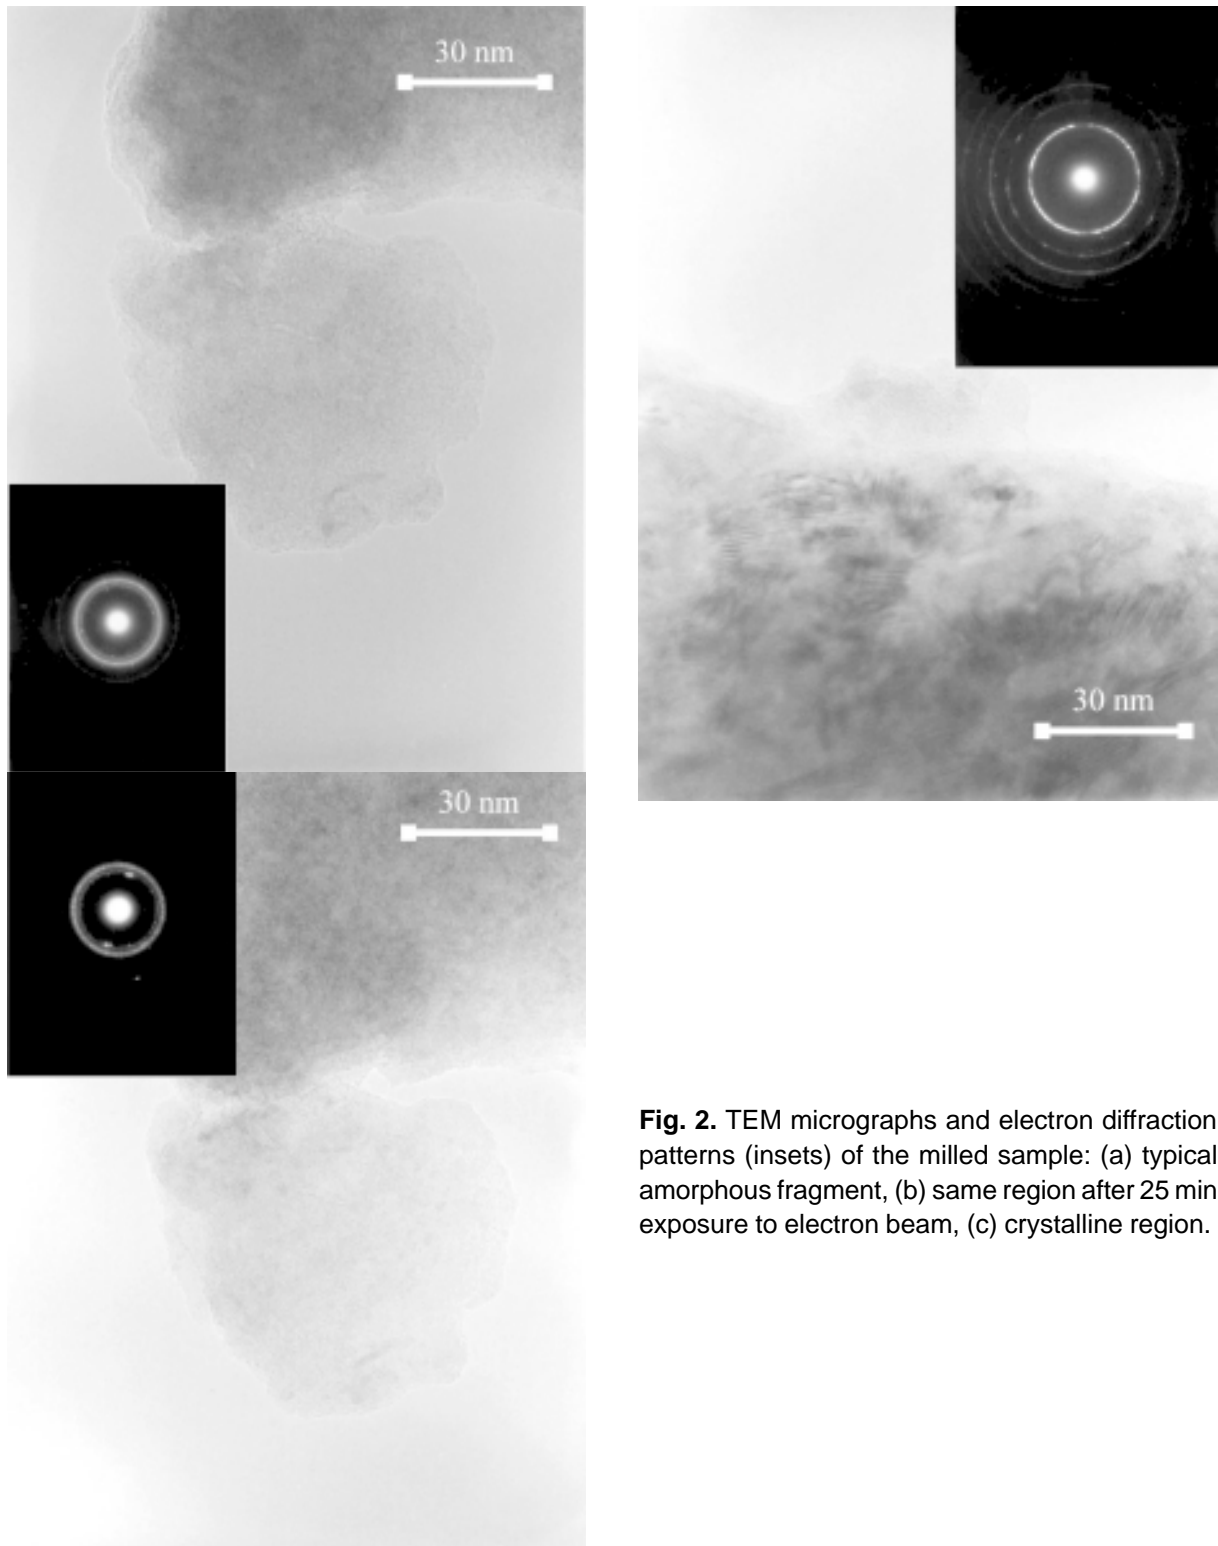 30 nm
30 nm
30 nm
Fig. 2. TEM micrographs and electron diffraction
patterns (insets) of the milled sample: (a) typical
amorphous fragment, (b) same region after 25 min
exposure to electron beam, (c) crystalline region.